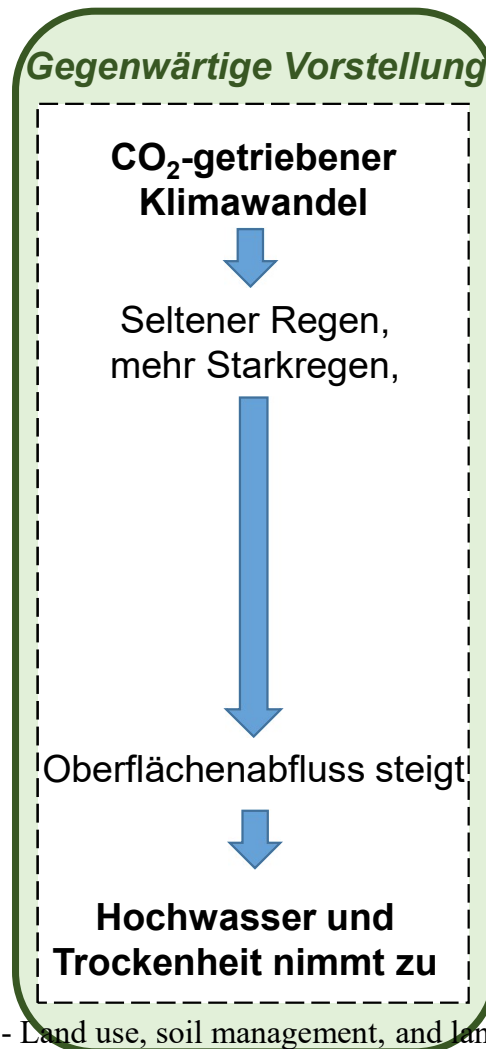 Gegenwärtige Vorstellung
CO₂-getriebener
Klimawandel
Seltener Regen,
mehr Starkregen,
Oberflächenabfluss steigt
Hochwasser und
Trockenheit nimmt zu
- Land use, soil management, and